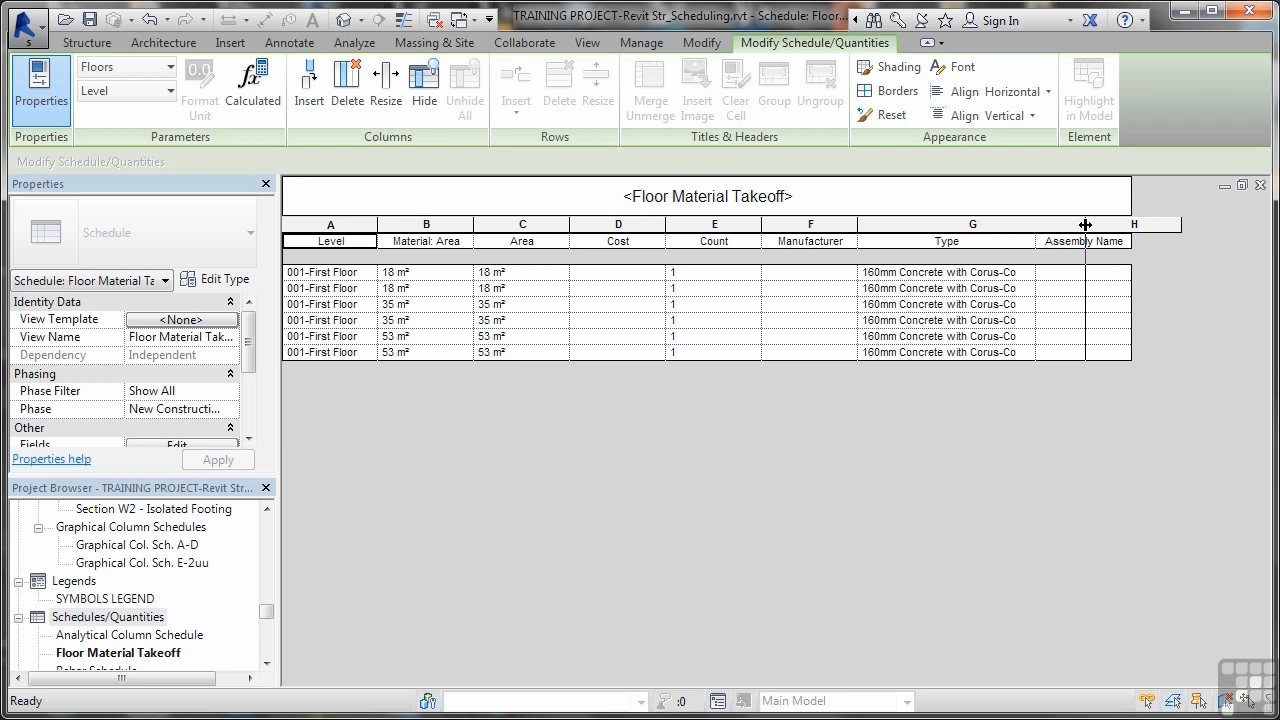 TRAINING PROJECT-Revit Str_Scheduling.rvt - Schedule: Floor...
Sign In
Structure Architecture Insert Annotate Analyze Massing & Site Collaborate View Manage Modify Modify Schedule/Quantities
Properties
Floors
Level
0.0
Format Unit
Calculated
Insert Delete Resize Hide Unhide All
Insert Delete Resize
Merge Unmerge Insert Image Clear Cell Group Ungroup
Shading Font
Borders Align Horizontal
Reset Align Vertical
Highlight in Model
Properties Parameters Columns Rows Titles & Headers Appearance Element
Modify Schedule/Quantities
Properties
Schedule
Schedule: Floor Material Ta Edit Type
Identity Data
View Template <None>
View Name Floor Material Tak...
Dependency Independent
Phasing
Phase Filter Show All
Phase New Constructi...
Other
Fields Edit...
Properties help Apply
Project Browser - TRAINING PROJECT-Revit Str...
Section W2 - Isolated Footing
Graphical Column Schedules
Graphical Col. Sch. A-D
Graphical Col. Sch. E-2uu
Legends
SYMBOLS LEGEND
Schedules/Quantities
Analytical Column Schedule
Floor Material Takeoff
Rebar Schedule
<Floor Material Takeoff>
A B C D E F G H
Level Material: Area Area Cost Count Manufacturer Type Assembly Name
001-First Floor 18 m² 18 m² 1 160mm Concrete with Corus-Co
001-First Floor 18 m² 18 m² 1 160mm Concrete with Corus-Co
001-First Floor 35 m² 35 m² 1 160mm Concrete with Corus-Co
001-First Floor 35 m² 35 m² 1 160mm Concrete with Corus-Co
001-First Floor 53 m² 53 m² 1 160mm Concrete with Corus-Co
001-First Floor 53 m² 53 m² 1 160mm Concrete with Corus-Co
Ready :0 Main Model